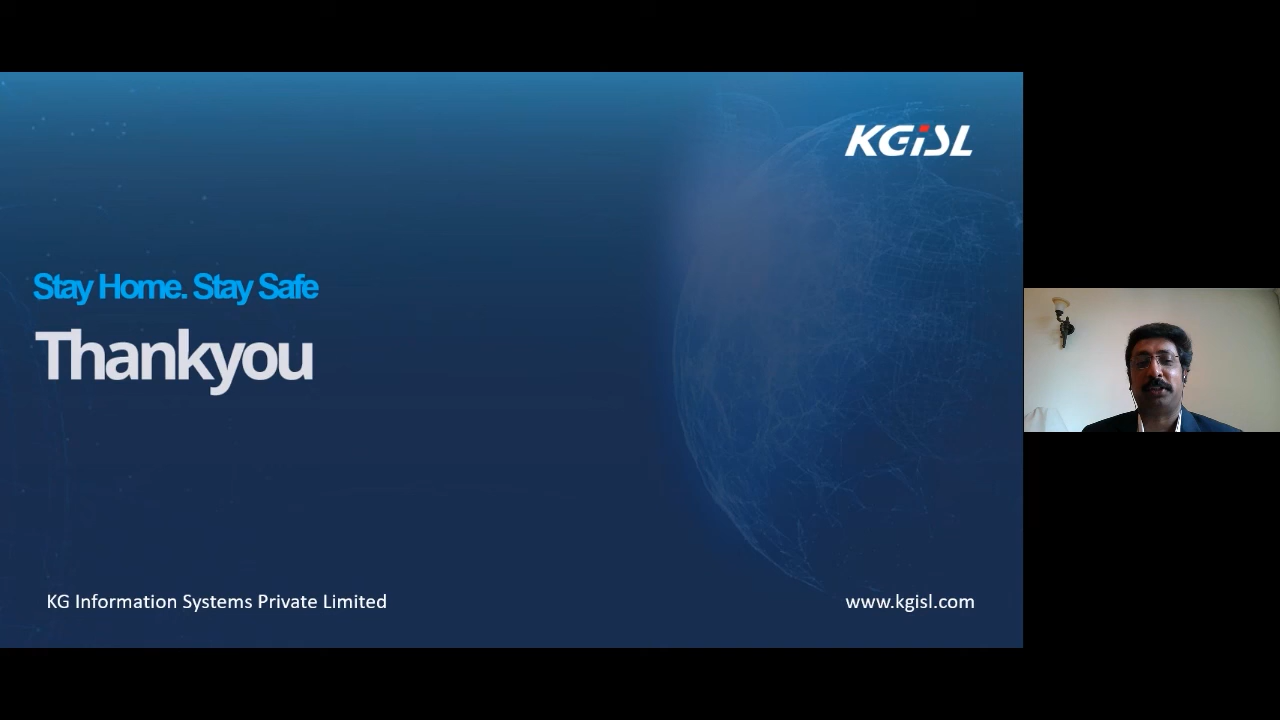 KGiSL
Stay Home. Stay Safe
Thankyou
KG Information Systems Private Limited
www.kgisl.com